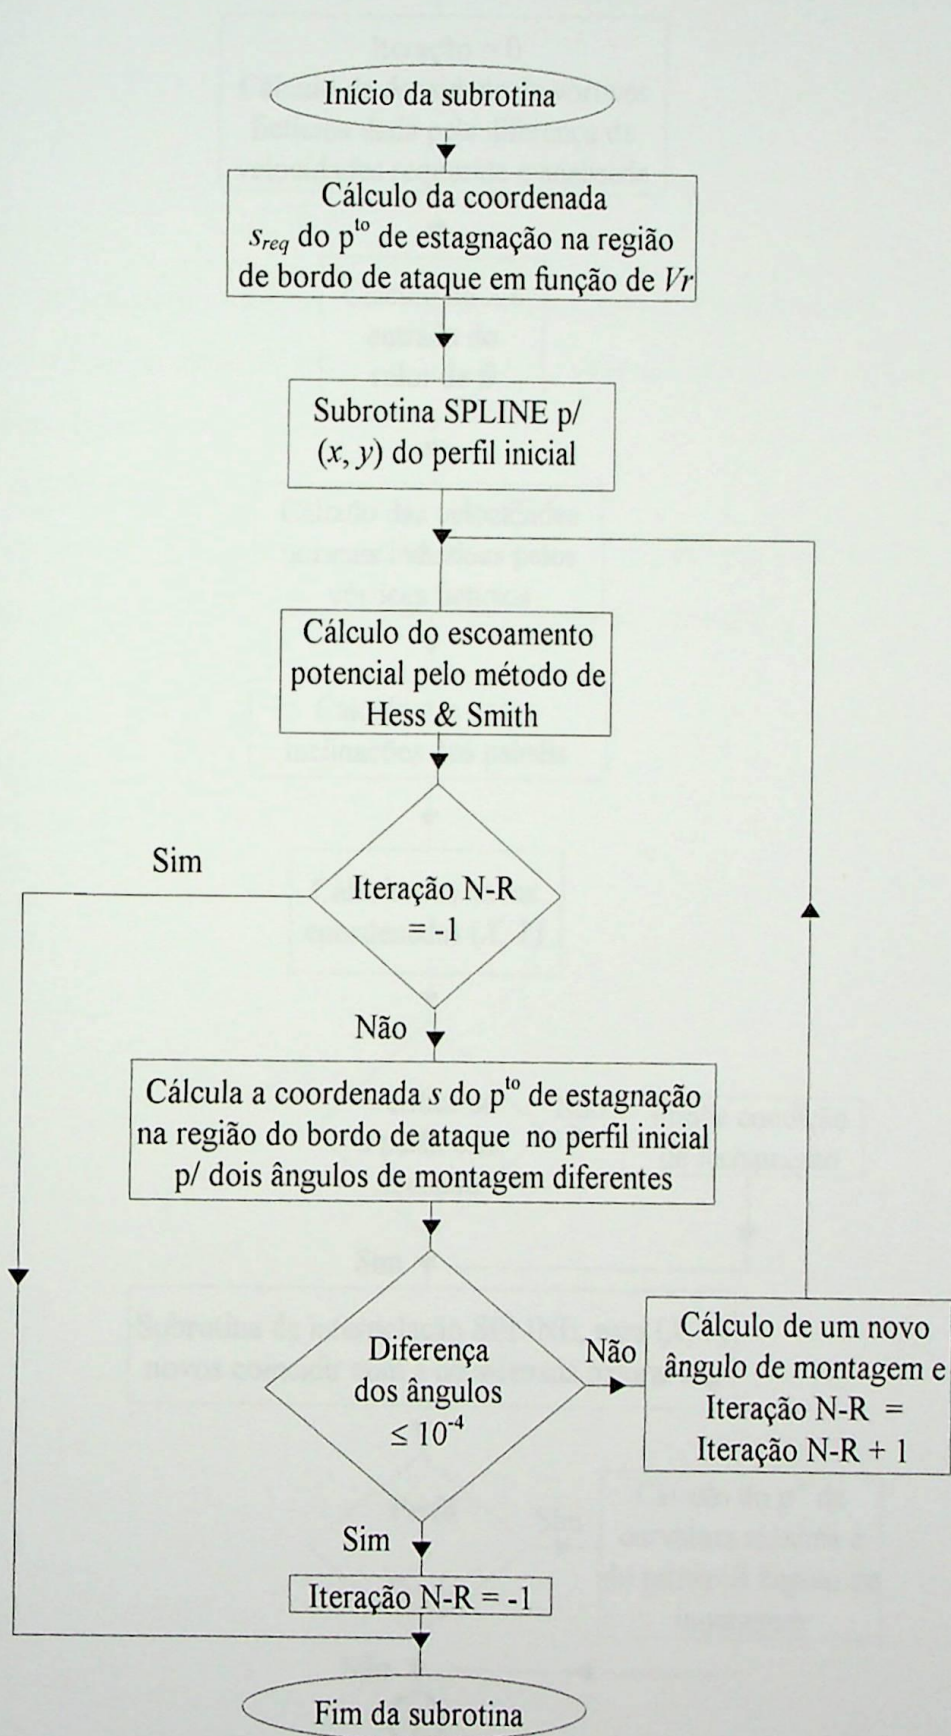 Início da subrotina
Cálculo da coordenada
s_req do p^to de estagnação na região
de bordo de ataque em função de Vr
Subrotina SPLINE p/
(x, y) do perfil inicial
Cálculo do escoamento
potencial pelo método de
Hess & Smith
Sim
Iteração N-R
= -1
Não
Cálcula a coordenada s do p^to de estagnação
na região do bordo de ataque no perfil inicial
p/ dois ângulos de montagem diferentes
Diferença
dos ângulos
≤ 10^-4
Não
Cálculo de um novo
ângulo de montagem e
Iteração N-R =
Iteração N-R + 1
Sim
Iteração N-R = -1
Fim da subrotina